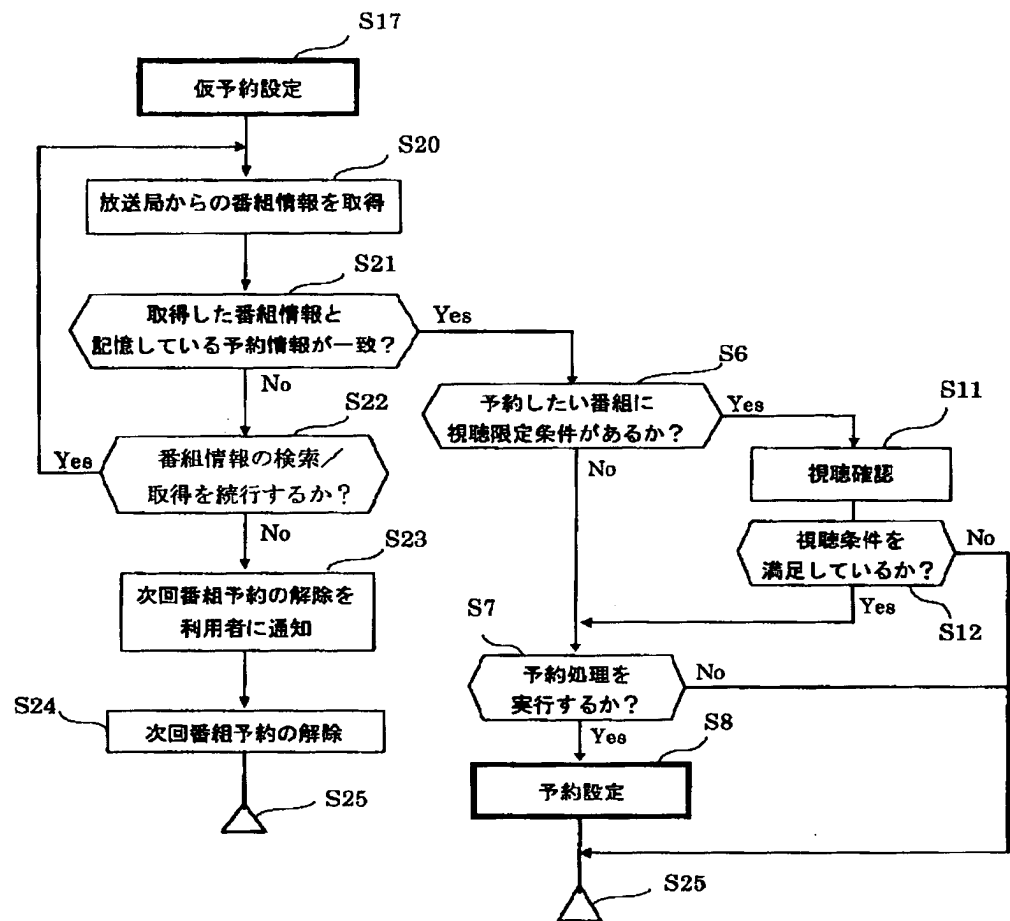 S17
仮予約設定
S20
放送局からの番組情報を取得
S21
取得した番組情報と
記憶している予約情報が一致？
Yes
No
S6
予約したい番組に
視聴限定条件があるか？
Yes
No
S11
視聴確認
S22
番組情報の検索／
取得を続行するか？
Yes
No
視聴条件を
満足しているか？
No
Yes
S12
S23
次回番組予約の解除を
利用者に通知
S7
予約処理を
実行するか？
No
Yes
S24
次回番組予約の解除
S8
予約設定
S25
S25